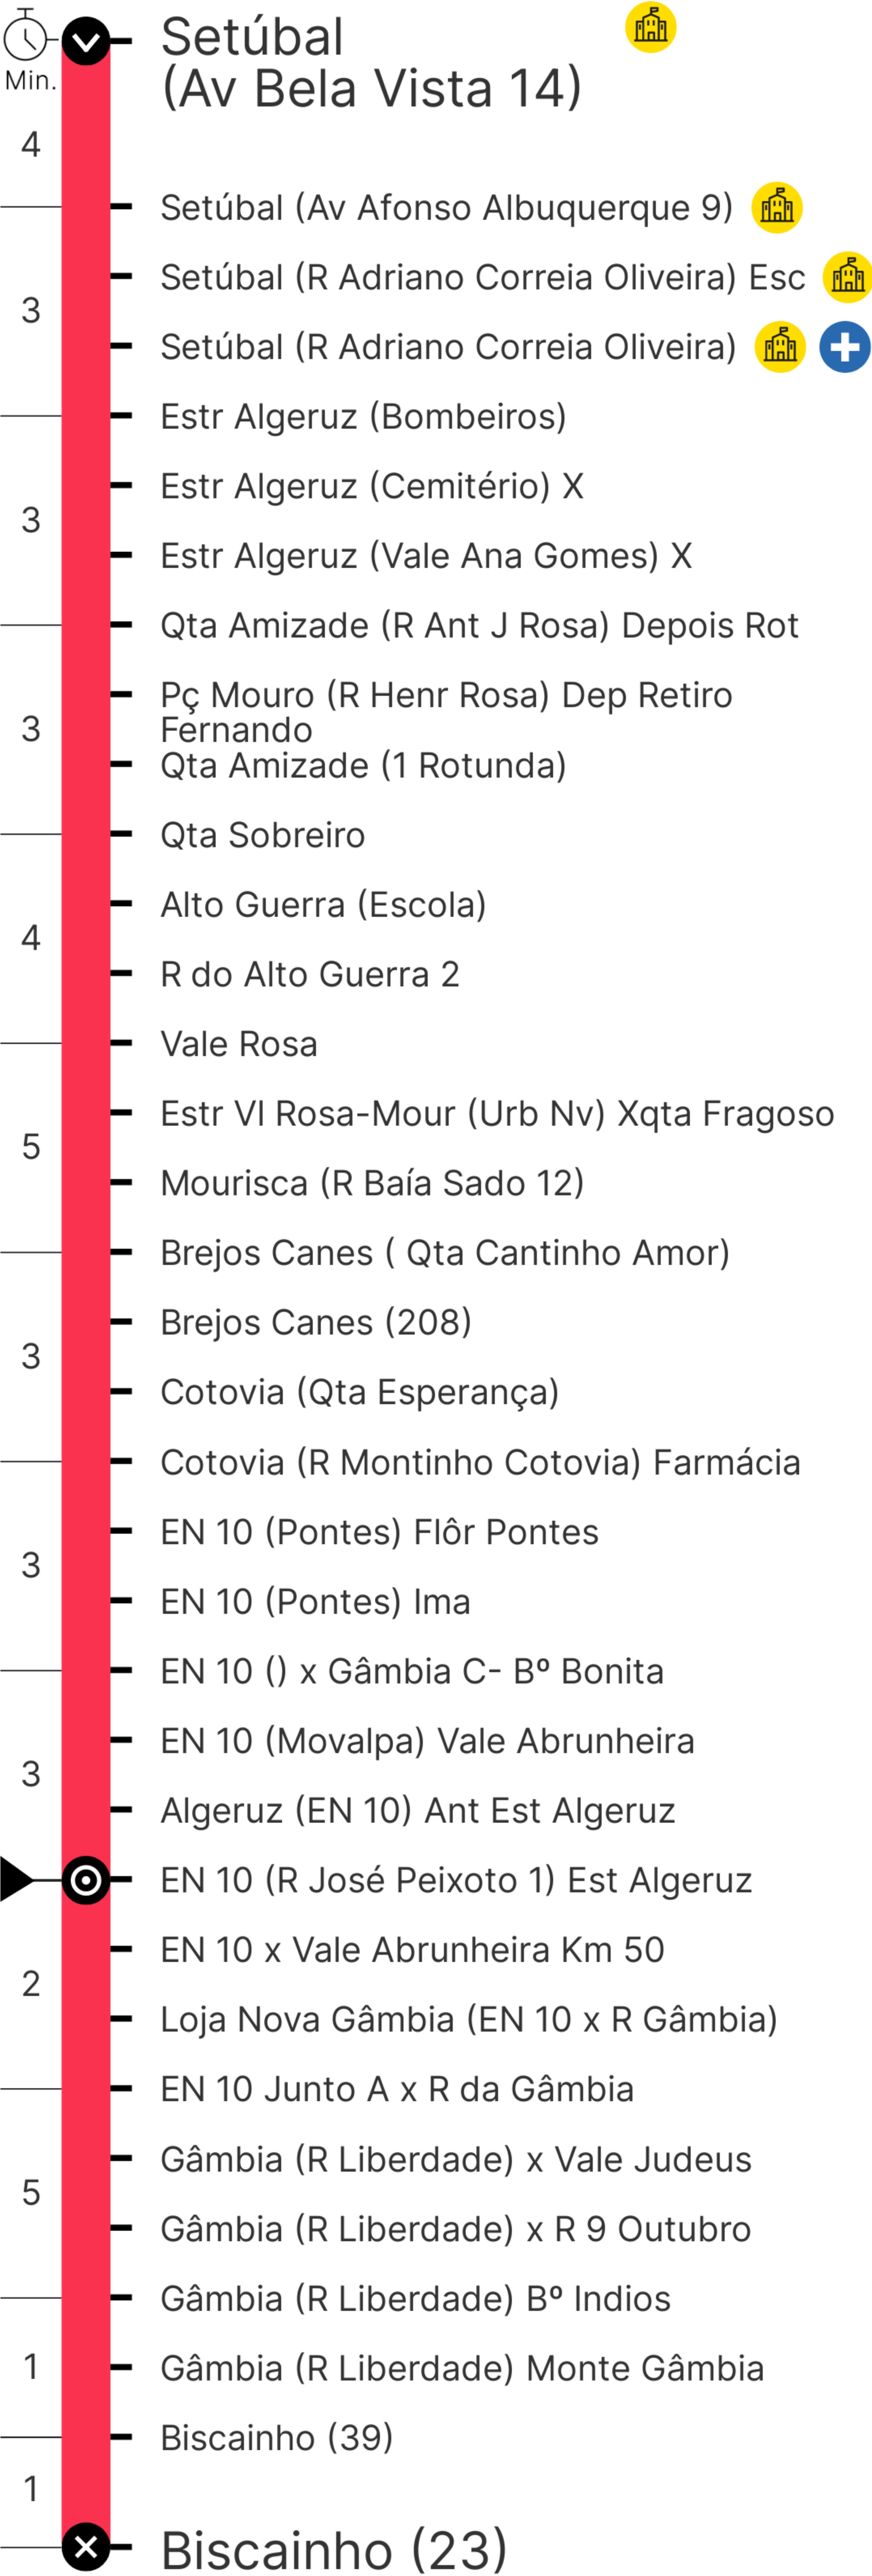 Setúbal
(Av Bela Vista 14)
Min.
4
Setúbal (Av Afonso Albuquerque 9)
Setúbal (R Adriano Correia Oliveira) Esc
3
Setúbal (R Adriano Correia Oliveira)
Estr Algeruz (Bombeiros)
Estr Algeruz (Cemitério) X
3
Estr Algeruz (Vale Ana Gomes) X
Qta Amizade (R Ant J Rosa) Depois Rot
Pç Mouro (R Henr Rosa) Dep Retiro
Fernando
3
Qta Amizade (1 Rotunda)
Qta Sobreiro
Alto Guerra (Escola)
4
R do Alto Guerra 2
Vale Rosa
Estr Vl Rosa-Mour (Urb Nv) Xqta Fragoso
5
Mourisca (R Baía Sado 12)
Brejos Canes ( Qta Cantinho Amor)
Brejos Canes (208)
3
Cotovia (Qta Esperança)
Cotovia (R Montinho Cotovia) Farmácia
EN 10 (Pontes) Flôr Pontes
3
EN 10 (Pontes) Ima
EN 10 () x Gâmbia C- Bº Bonita
EN 10 (Movalpa) Vale Abrunheira
3
Algeruz (EN 10) Ant Est Algeruz
EN 10 (R José Peixoto 1) Est Algeruz
EN 10 x Vale Abrunheira Km 50
2
Loja Nova Gâmbia (EN 10 x R Gâmbia)
EN 10 Junto A x R da Gâmbia
Gâmbia (R Liberdade) x Vale Judeus
5
Gâmbia (R Liberdade) x R 9 Outubro
Gâmbia (R Liberdade) Bº Indios
1
Gâmbia (R Liberdade) Monte Gâmbia
Biscainho (39)
1
Biscainho (23)